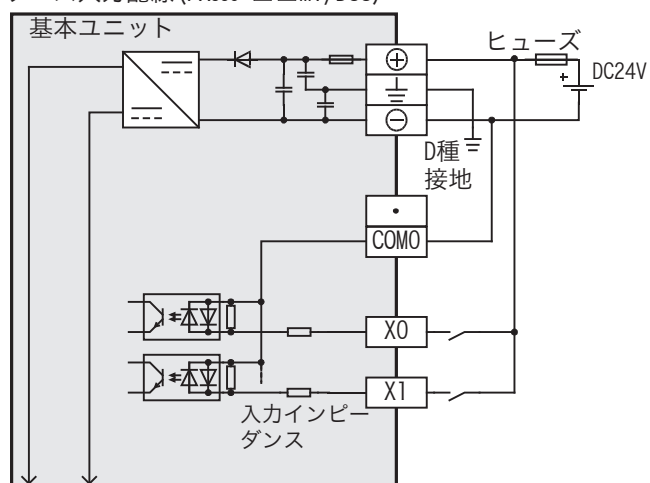 基本ユニット
ヒューズ
DC24V
+
D種
接地
COM0
X0
X1
入力インピー
ダンス